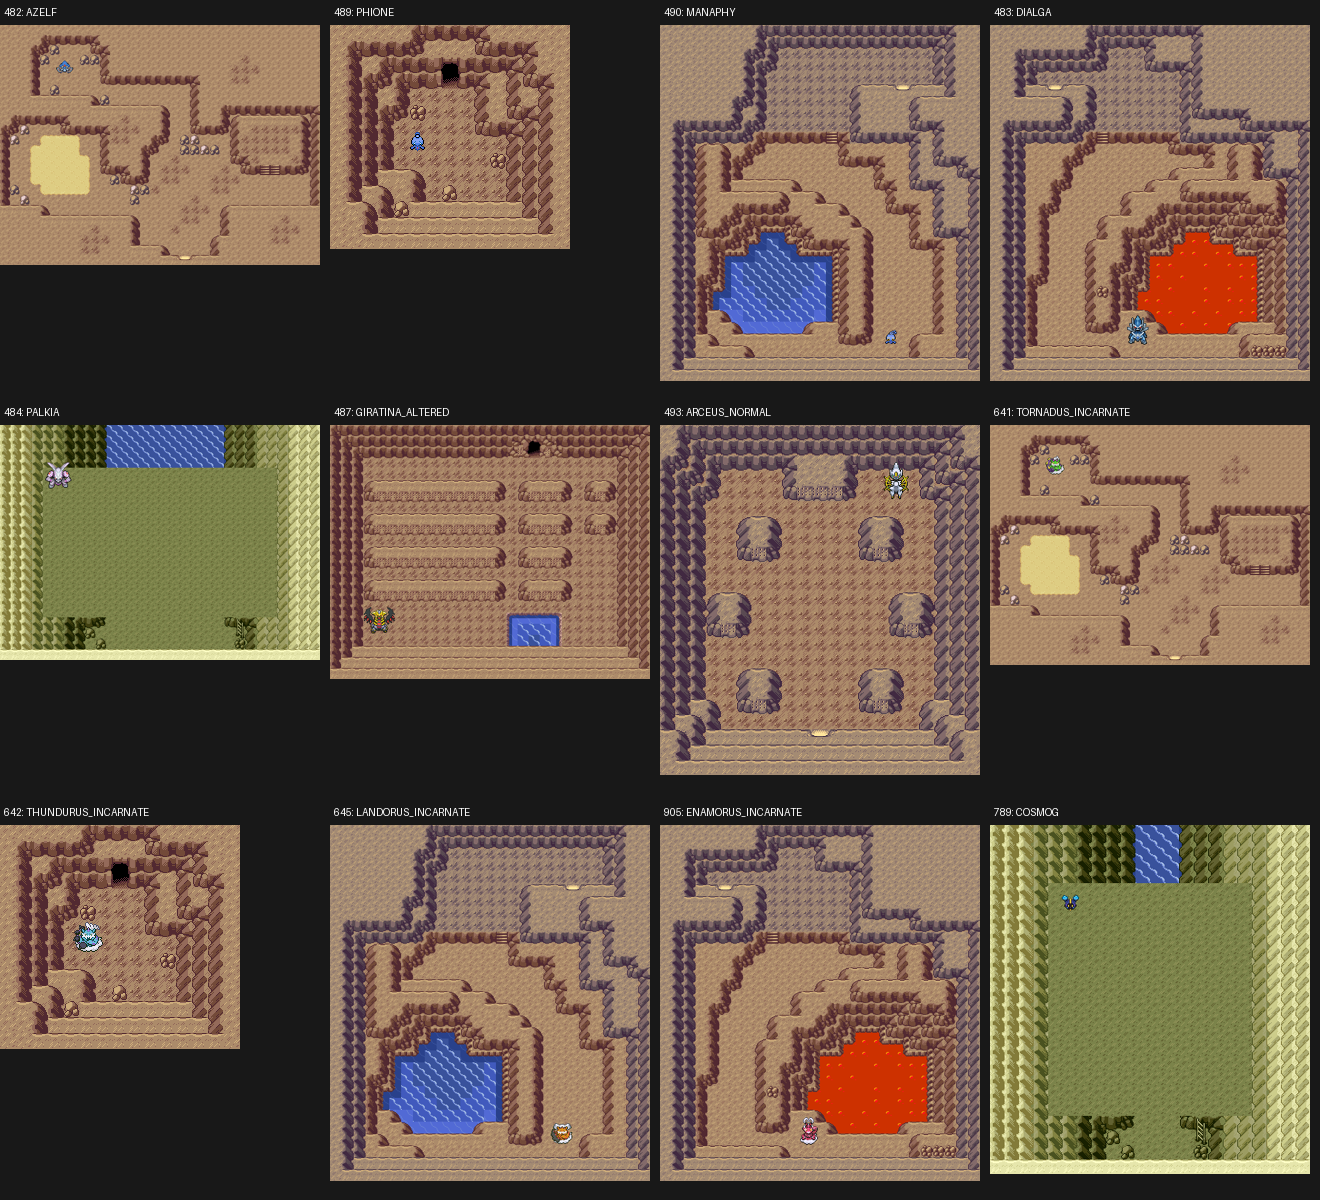 482: AZELF
489: PHIONE
490: MANAPHY
483: DIALGA
484: PALKIA
487: GIRATINA_ALTERED
493: ARCEUS_NORMAL
641: TORNADUS_INCARNATE
642: THUNDURUS_INCARNATE
645: LANDORUS_INCARNATE
905: ENAMORUS_INCARNATE
789: COSMOG